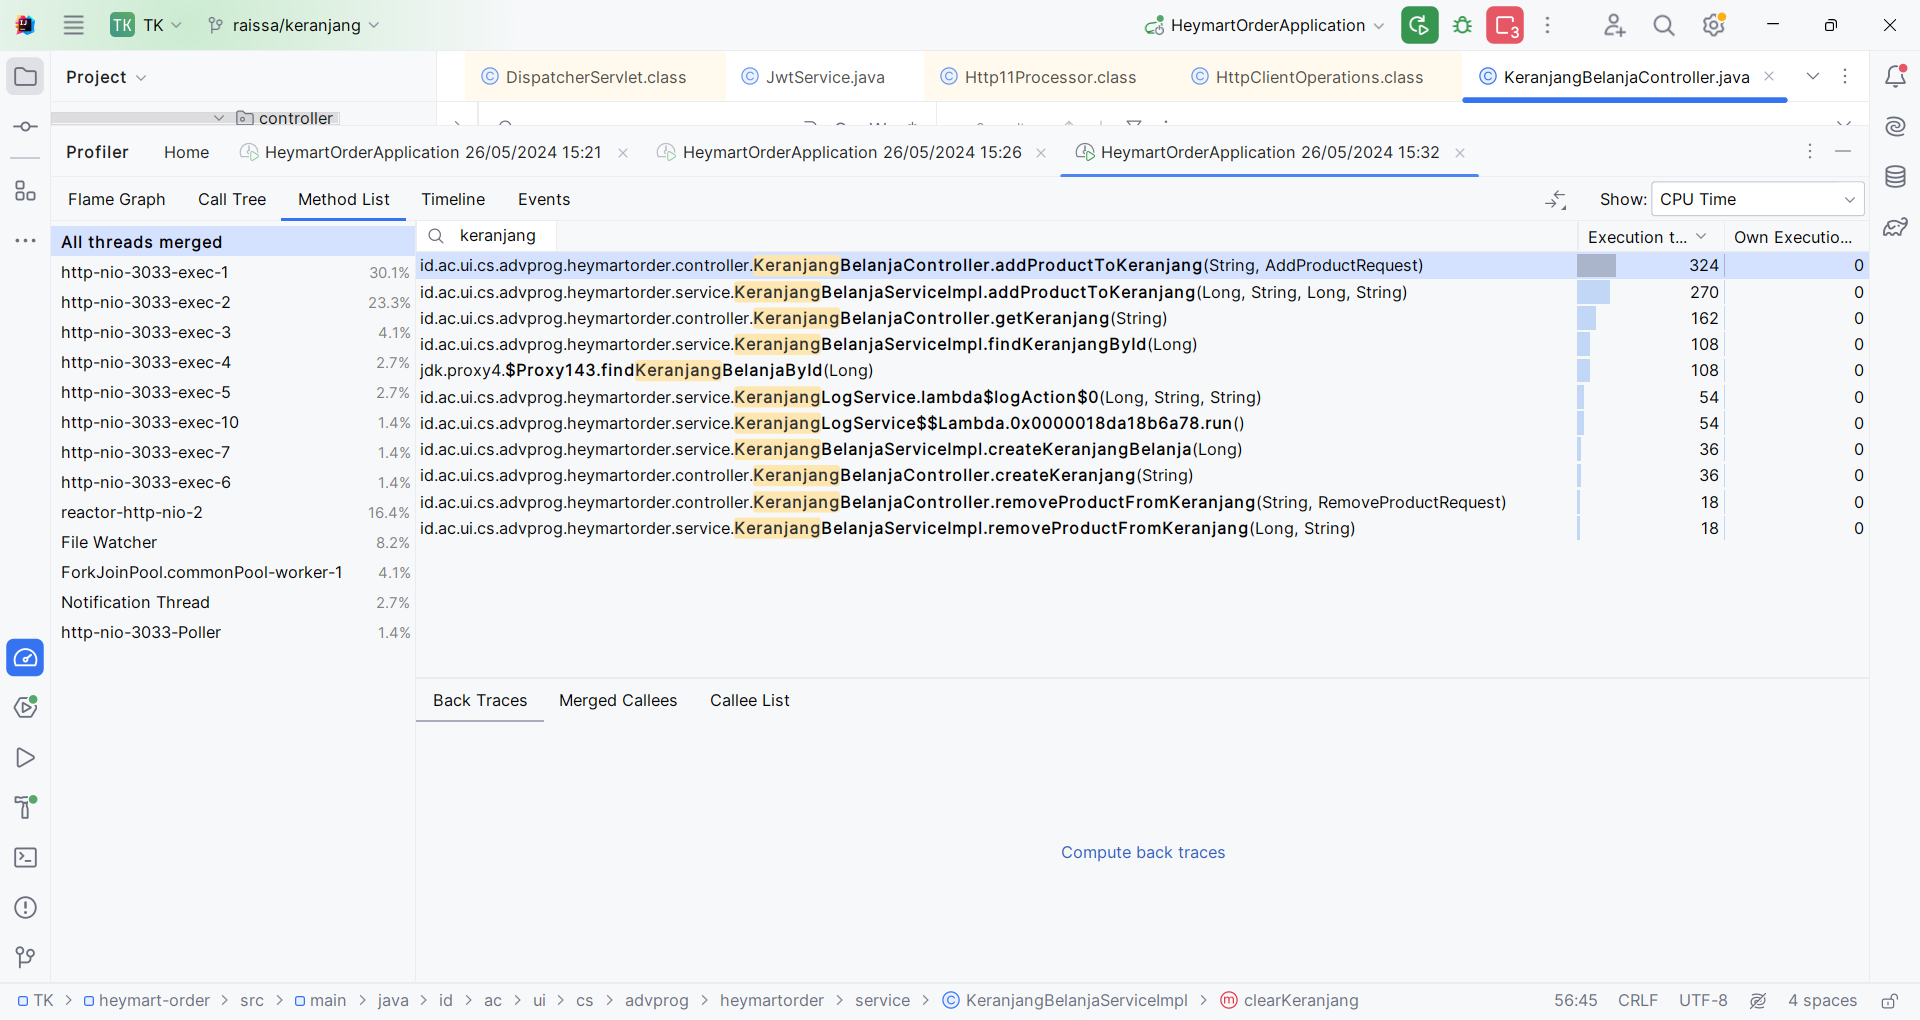 TK TK raissa/keranjang HeymartOrderApplication 3
Project DispatcherServlet.class JwtService.java Http11Processor.class HttpClientOperations.class KeranjangBelanjaController.java
controller
Profiler Home HeymartOrderApplication 26/05/2024 15:21 HeymartOrderApplication 26/05/2024 15:26 HeymartOrderApplication 26/05/2024 15:32
Flame Graph Call Tree Method List Timeline Events Show: CPU Time
All threads merged
http-nio-3033-exec-1 30.1%
http-nio-3033-exec-2 23.3%
http-nio-3033-exec-3 4.1%
http-nio-3033-exec-4 2.7%
http-nio-3033-exec-5 2.7%
http-nio-3033-exec-10 1.4%
http-nio-3033-exec-7 1.4%
http-nio-3033-exec-6 1.4%
reactor-http-nio-2 16.4%
File Watcher 8.2%
ForkJoinPool.commonPool-worker-1 4.1%
Notification Thread 2.7%
http-nio-3033-Poller 1.4%
keranjang Execution t... Own Executio...
id.ac.ui.cs.advprog.heymartorder.controller.KeranjangBelanjaController.addProductToKeranjang(String, AddProductRequest) 324 0
id.ac.ui.cs.advprog.heymartorder.service.KeranjangBelanjaServiceImpl.addProductToKeranjang(Long, String, Long, String) 270 0
id.ac.ui.cs.advprog.heymartorder.controller.KeranjangBelanjaController.getKeranjang(String) 162 0
id.ac.ui.cs.advprog.heymartorder.service.KeranjangBelanjaServiceImpl.findKeranjangById(Long) 108 0
jdk.proxy4.$Proxy143.findKeranjangBelanjaById(Long) 108 0
id.ac.ui.cs.advprog.heymartorder.service.KeranjangLogService.lambda$logAction$0(Long, String, String) 54 0
id.ac.ui.cs.advprog.heymartorder.service.KeranjangLogService$$Lambda.0x0000018da18b6a78.run() 54 0
id.ac.ui.cs.advprog.heymartorder.service.KeranjangBelanjaServiceImpl.createKeranjangBelanja(Long) 36 0
id.ac.ui.cs.advprog.heymartorder.controller.KeranjangBelanjaController.createKeranjang(String) 36 0
id.ac.ui.cs.advprog.heymartorder.controller.KeranjangBelanjaController.removeProductFromKeranjang(String, RemoveProductRequest) 18 0
id.ac.ui.cs.advprog.heymartorder.service.KeranjangBelanjaServiceImpl.removeProductFromKeranjang(Long, String) 18 0
Back Traces Merged Callees Callee List
Compute back traces
TK > heymart-order > src > main > java > id > ac > ui > cs > advprog > heymartorder > service > KeranjangBelanjaServiceImpl > clearKeranjang 56:45 CRLF UTF-8 4 spaces